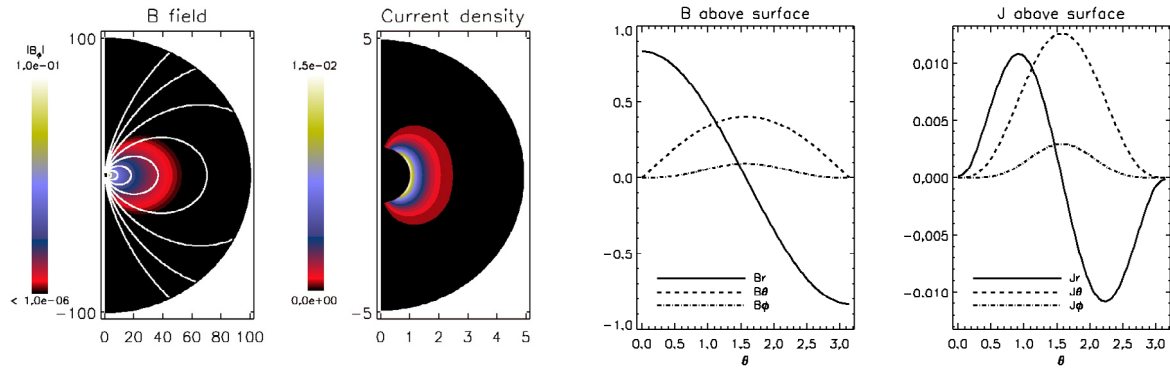 B field
|Bϕ|
1.0e-01
< 1.0e-06
100
0
-100
0 20 40 60 80 100
Current density
1.5e-02
0.0e+00
5
0
-5
0 1 2 3 4 5
B above surface
1.0
0.5
0.0
-0.5
-1.0
0.0 0.5 1.0 1.5 2.0 2.5 3.0
θ
Br
Bθ
Bϕ
J above surface
0.010
0.005
0.000
-0.005
-0.010
0.0 0.5 1.0 1.5 2.0 2.5 3.0
θ
Jr
Jθ
Jϕ